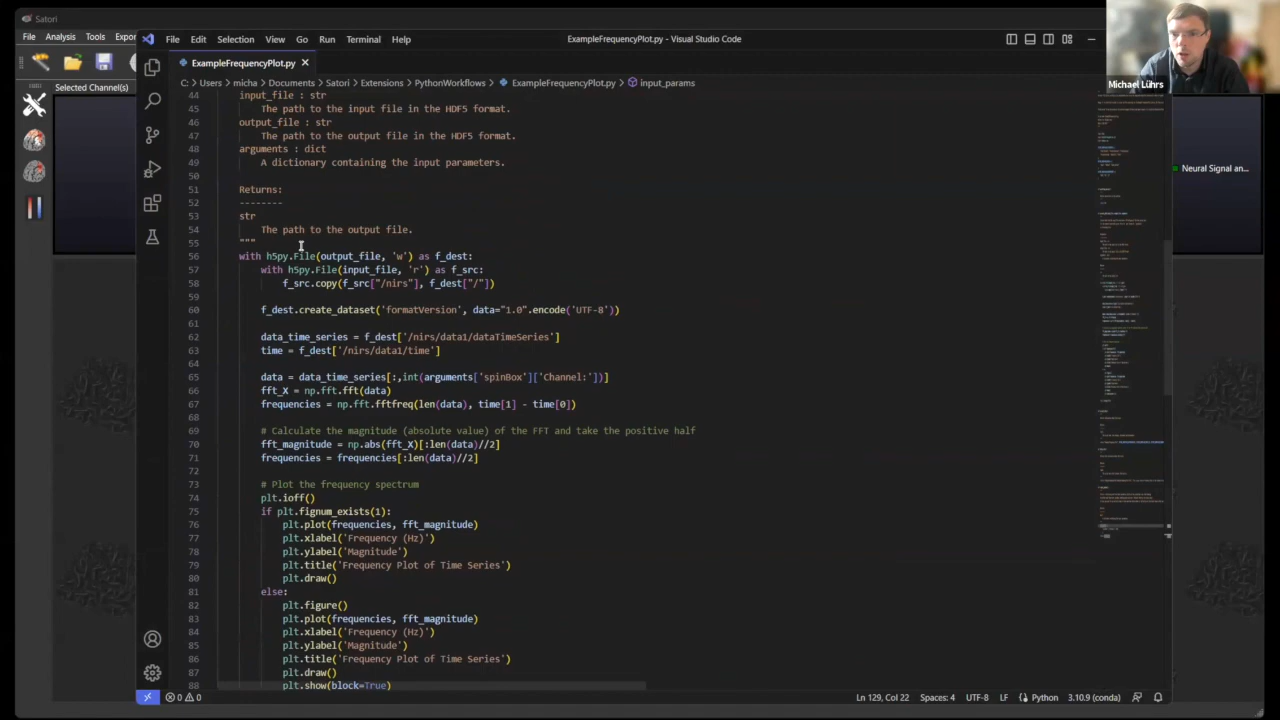 Satori
File Analysis Tools Expor
Selected Channel(s)
Neural Signal an...
Michael Lührs
File Edit Selection View Go Run Terminal Help
ExampleFrequencyPlot.py - Visual Studio Code
ExampleFrequencyPlot.py
C: > Users > micha > Documents > Satori > Extensions > PythonWorkflows > ExampleFrequencyPlot.py > input_params
44 input_file : str
45 The path to the input file in the HDF5 format.
46 output_file : str
47 The path to the output file in the HDF5 format.
48 arguments : dict
49 A dictionary containing the input parameters.
50
51 Returns:
52 --------
53 str
54 The path to the output file.
55 """
56 with h5py.File(output_file, 'w') as f_dest:
57 with h5py.File(input_file, 'r') as f_src:
58 f_src.copy(f_src["/nirs"], f_dest["/"])
59
60 f_dest.create_dataset('formatVersion', data="1.0".encode('UTF-8'))
61
62 data_time_series = f_dest['/nirs/data1/dataTimeSeries']
63 time = f_dest['/nirs/data1/time']
64
65 data = data_time_series[:,int(arguments['spinBox']['Channel:'])]
66 fft_X = np.fft.fft(data)
67 frequencies = np.fft.fftfreq(len(data), time[1] - time[0])
68
69 # Calculate the magnitude (absolute value) of the FFT and take the positive half
70 fft_magnitude = np.abs(fft_X)[:len(data)//2]
71 frequencies = frequencies[:len(data)//2]
72
73 # Plot the frequency spectrum
74 plt.ioff()
75 if plt.fignum_exists(1):
76 plt.plot(frequencies, fft_magnitude)
77 plt.xlabel('Frequency (Hz)')
78 plt.ylabel('Magnitude')
79 plt.title('Frequency Plot of Time Series')
80 plt.draw()
81 else:
82 plt.figure()
83 plt.plot(frequencies, fft_magnitude)
84 plt.xlabel('Frequency (Hz)')
85 plt.ylabel('Magnitude')
86 plt.title('Frequency Plot of Time Series')
87 plt.draw()
88 plt.show(block=True)
0 0
Ln 129, Col 22 Spaces: 4 UTF-8 LF Python 3.10.9 (conda)